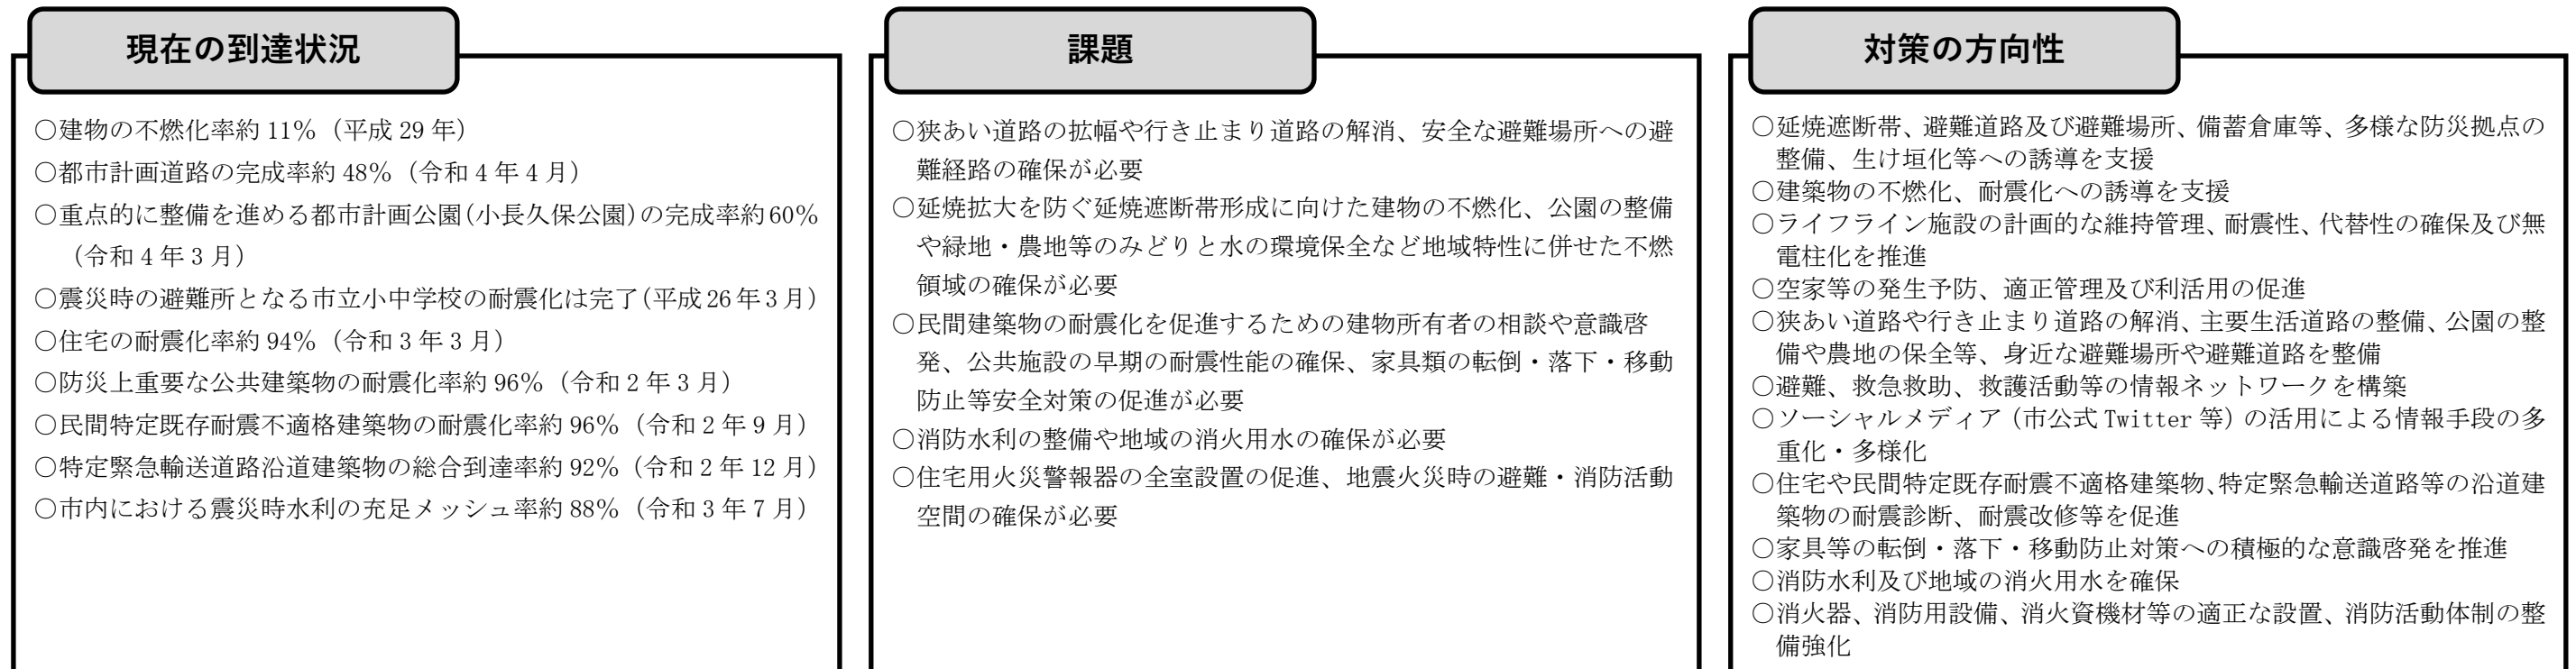 現在の到達状況
○建物の不燃化率約 11％（平成 29 年）
○都市計画道路の完成率約 48％（令和 4 年 4 月）
○重点的に整備を進める都市計画公園(小長久保公園)の完成率約60％
（令和 4 年 3 月）
○震災時の避難所となる市立小中学校の耐震化は完了(平成 26 年 3 月)
○住宅の耐震化率約 94％（令和 3 年 3 月）
○防災上重要な公共建築物の耐震化率約 96％（令和 2 年 3 月）
○民間特定既存耐震不適格建築物の耐震化率約 96％（令和 2 年 9 月）
○特定緊急輸送道路沿道建築物の総合到達率約 92％（令和 2 年 12 月）
○市内における震災時水利の充足メッシュ率約 88％（令和 3 年 7 月）
課題
○狭あい道路の拡幅や行き止まり道路の解消、安全な避難場所への避
難経路の確保が必要
○延焼拡大を防ぐ延焼遮断帯形成に向けた建物の不燃化、公園の整備
や緑地・農地等のみどりと水の環境保全など地域特性に併せた不燃
領域の確保が必要
○民間建築物の耐震化を促進するための建物所有者の相談や意識啓
発、公共施設の早期の耐震性能の確保、家具類の転倒・落下・移動
防止等安全対策の促進が必要
○消防水利の整備や地域の消火用水の確保が必要
○住宅用火災警報器の全室設置の促進、地震火災時の避難・消防活動
空間の確保が必要
対策の方向性
○延焼遮断帯、避難道路及び避難場所、備蓄倉庫等、多様な防災拠点の
整備、生け垣化等への誘導を支援
○建築物の不燃化、耐震化への誘導を支援
○ライフライン施設の計画的な維持管理、耐震性、代替性の確保及び無
電柱化を推進
○空家等の発生予防、適正管理及び利活用の促進
○狭あい道路や行き止まり道路の解消、主要生活道路の整備、公園の整
備や農地の保全等、身近な避難場所や避難道路を整備
○避難、救急救助、救護活動等の情報ネットワークを構築
○ソーシャルメディア（市公式 Twitter 等）の活用による情報手段の多
重化・多様化
○住宅や民間特定既存耐震不適格建築物、特定緊急輸送道路等の沿道建
築物の耐震診断、耐震改修等を促進
○家具等の転倒・落下・移動防止対策への積極的な意識啓発を推進
○消防水利及び地域の消火用水を確保
○消火器、消防用設備、消火資機材等の適正な設置、消防活動体制の整
備強化